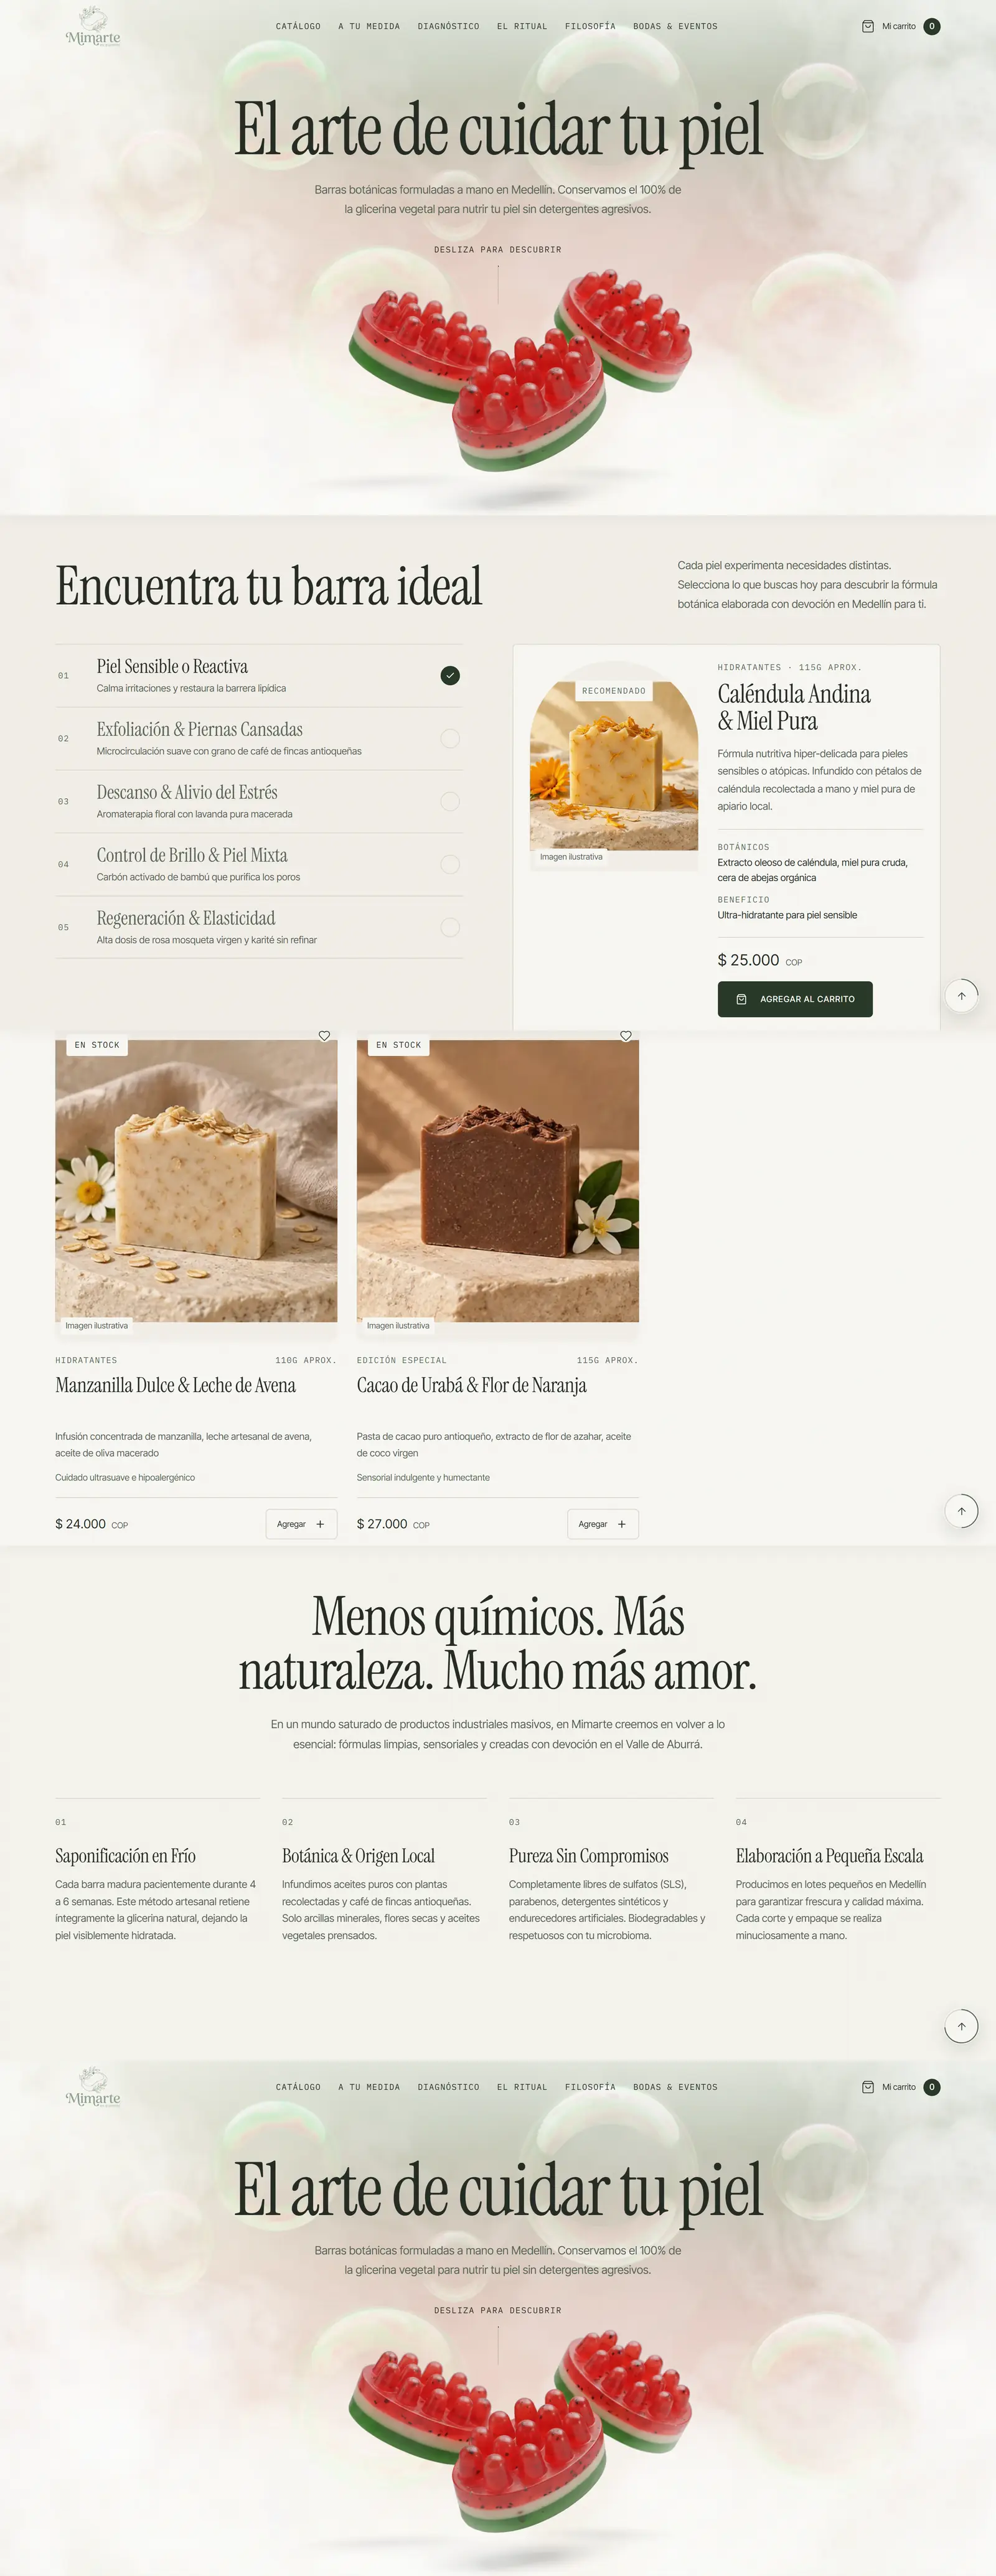 Mimarte
CATÁLOGO
A TU MEDIDA
DIAGNÓSTICO
EL RITUAL
FILOSOFÍA
BODAS & EVENTOS
Mi carrito
0
El arte de cuidar tu piel
Barras botánicas formuladas a mano en Medellín. Conservamos el 100% de
la glicerina vegetal para nutrir tu piel sin detergentes agresivos.
DESLIZA PARA DESCUBRIR
Encuentra tu barra ideal
Cada piel experimenta necesidades distintas.
Selecciona lo que buscas hoy para descubrir la fórmula
botánica elaborada con devoción en Medellín para ti.
01
Piel Sensible o Reactiva
Calma irritaciones y restaura la barrera lipídica
02
Exfoliación & Piernas Cansadas
Microcirculación suave con grano de café de fincas antioqueñas
03
Descanso & Alivio del Estrés
Aromaterapia floral con lavanda pura macerada
04
Control de Brillo & Piel Mixta
Carbón activado de bambú que purifica los poros
05
Regeneración & Elasticidad
Alta dosis de rosa mosqueta virgen y karité sin refinar
RECOMENDADO
Imagen ilustrativa
HIDRATANTES · 115G APROX.
Caléndula Andina
& Miel Pura
Fórmula nutritiva hiper-delicada para pieles
sensibles o atópicas. Infundido con pétalos de
caléndula recolectada a mano y miel pura de
apiario local.
BOTÁNICOS
Extracto oleoso de caléndula, miel pura cruda,
cera de abejas orgánica
BENEFICIO
Ultra-hidratante para piel sensible
$ 25.000 COP
AGREGAR AL CARRITO
EN STOCK
Imagen ilustrativa
HIDRATANTES
110G APROX.
Manzanilla Dulce & Leche de Avena
Infusión concentrada de manzanilla, leche artesanal de avena,
aceite de oliva macerado
Cuidado ultrasuave e hipoalergénico
$ 24.000 COP
Agregar +
EN STOCK
Imagen ilustrativa
EDICIÓN ESPECIAL
115G APROX.
Cacao de Urabá & Flor de Naranja
Pasta de cacao puro antioqueño, extracto de flor de azahar, aceite
de coco virgen
Sensorial indulgente y humectante
$ 27.000 COP
Agregar +
Menos químicos. Más
naturaleza. Mucho más amor.
En un mundo saturado de productos industriales masivos, en Mimarte creemos en volver a lo
esencial: fórmulas limpias, sensoriales y creadas con devoción en el Valle de Aburrá.
01
Saponificación en Frío
Cada barra madura pacientemente durante 4
a 6 semanas. Este método artesanal retiene
íntegramente la glicerina natural, dejando la
piel visiblemente hidratada.
02
Botánica & Origen Local
Infundimos aceites puros con plantas
recolectadas y café de fincas antioqueñas.
Solo arcillas minerales, flores secas y aceites
vegetales prensados.
03
Pureza Sin Compromisos
Completamente libres de sulfatos (SLS),
parabenos, detergentes sintéticos y
endurecedores artificiales. Biodegradables y
respetuosos con tu microbioma.
04
Elaboración a Pequeña Escala
Producimos en lotes pequeños en Medellín
para garantizar frescura y calidad máxima.
Cada corte y empaque se realiza
minuciosamente a mano.
Mimarte
CATÁLOGO
A TU MEDIDA
DIAGNÓSTICO
EL RITUAL
FILOSOFÍA
BODAS & EVENTOS
Mi carrito
0
El arte de cuidar tu piel
Barras botánicas formuladas a mano en Medellín. Conservamos el 100% de
la glicerina vegetal para nutrir tu piel sin detergentes agresivos.
DESLIZA PARA DESCUBRIR